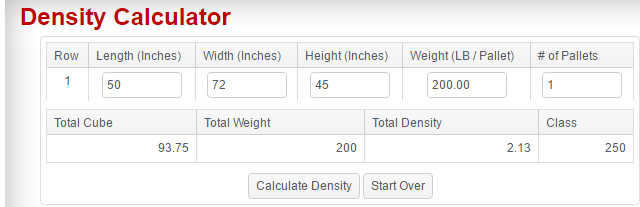 Density Calculator
Row Length (Inches) Width (Inches) Height (Inches) Weight (LB / Pallet) # of Pallets
1 50 72 45 200.00 1
Total Cube Total Weight Total Density Class
93.75 200 2.13 250
Calculate Density Start Over